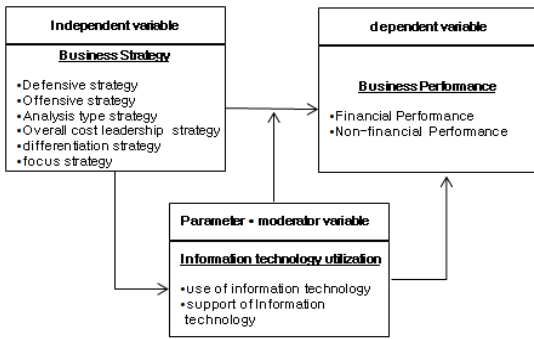 Independent variable
Business Strategy
•Defensive strategy
•Offensive strategy
•Analysis type strategy
•Overall cost leadership strategy
•differentiation strategy
•focus strategy
dependent variable
Business Performance
•Financial Performance
•Non-financial Performance
Parameter • moderator variable
Information technology utilization
•use of information technology
•support of Information
technology